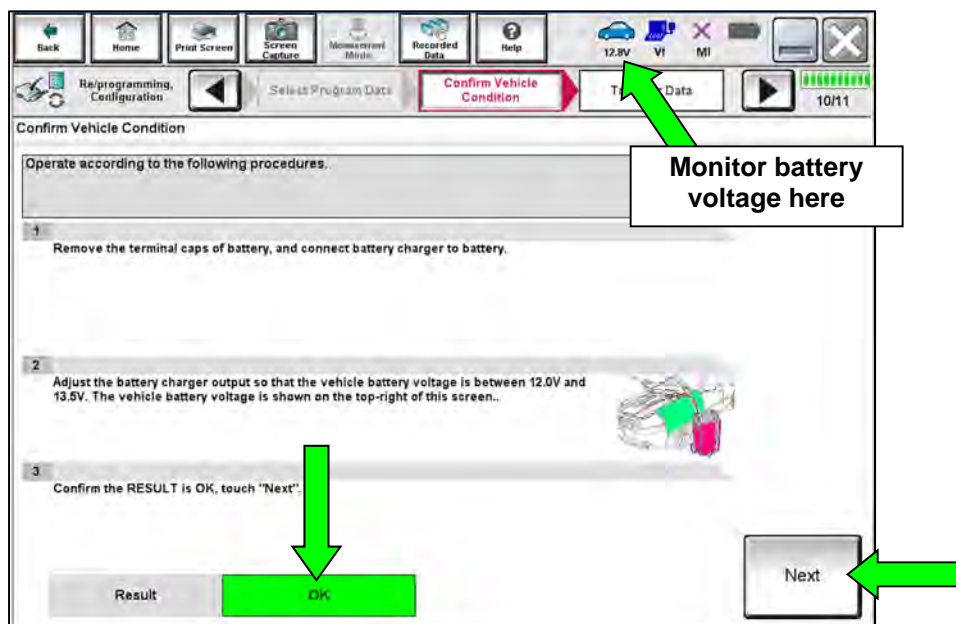 Back
Home
Print Screen
Screen
Capture
Measurement
Mode
Recorded
Data
Help
12.8V
VI
MI
Re/programming,
Configuration
Select Program Data
Confirm Vehicle
Condition
Data
10/11
Confirm Vehicle Condition
Operate according to the following procedures.
Monitor battery
voltage here
1
Remove the terminal caps of battery, and connect battery charger to battery.
2
Adjust the battery charger output so that the vehicle battery voltage is between 12.0V and
13.5V. The vehicle battery voltage is shown on the top-right of this screen..
3
Confirm the RESULT is OK, touch "Next".
Result
OK
Next